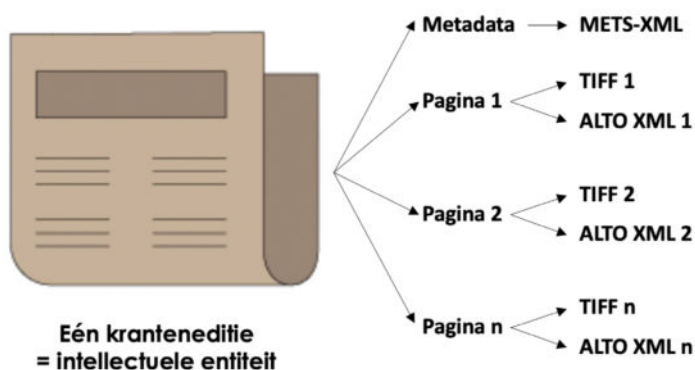 Metadata
METS-XML
Pagina 1
TIFF 1
ALTO XML 1
Pagina 2
TIFF 2
ALTO XML 2
Pagina n
TIFF n
ALTO XML n
Eén kranteneditie
= intellectuele entiteit